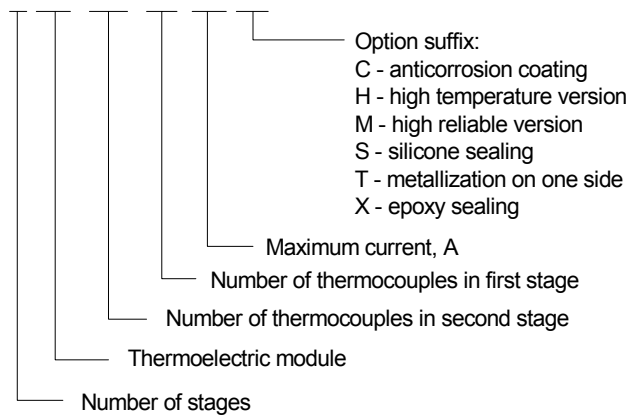 Option suffix:
C - anticorrosion coating
H - high temperature version
M - high reliable version
S - silicone sealing
T - metallization on one side
X - epoxy sealing
Maximum current, A
Number of thermocouples in first stage
Number of thermocouples in second stage
Thermoelectric module
Number of stages